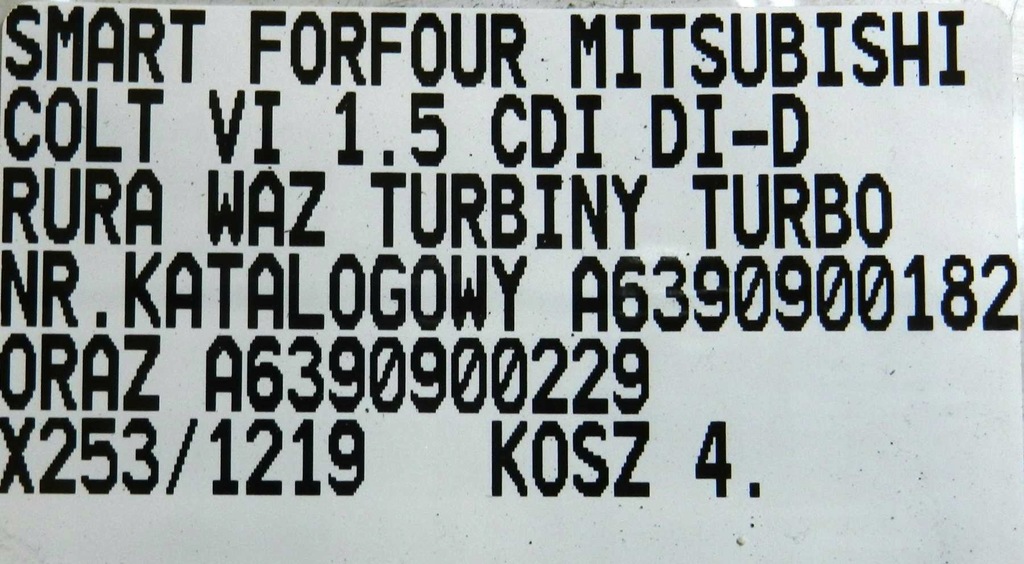 SMART FORFOUR MITSUBISHI
COLT VI 1.5 CDI DI-D
RURA WAZ TURBINY TURBO
NR.KATALOGOWY A6390900182
ORAZ A6390900229
X253/1219 KOSZ 4.